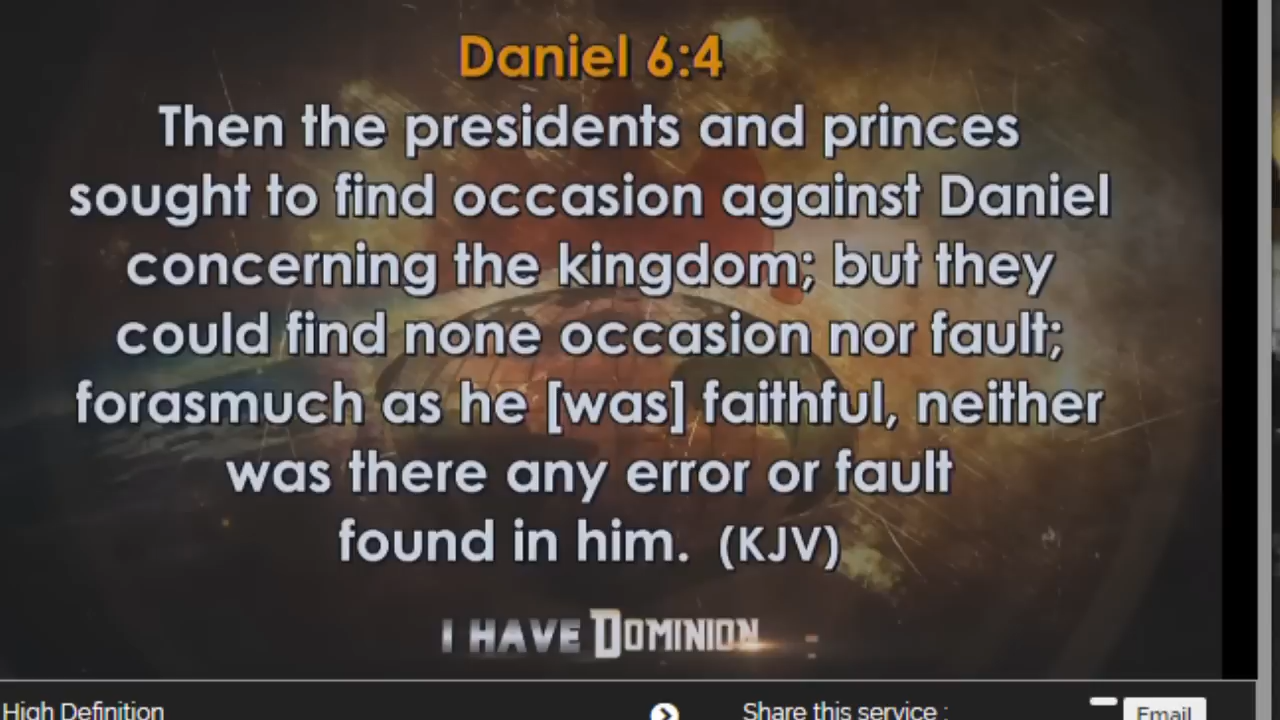 Daniel 6:4
Then the presidents and princes
sought to find occasion against Daniel
concerning the kingdom; but they
could find none occasion nor fault;
forasmuch as he [was] faithful, neither
was there any error or fault
found in him. (KJV)
I HAVE DOMINION
High Definition
Share this service :
Email